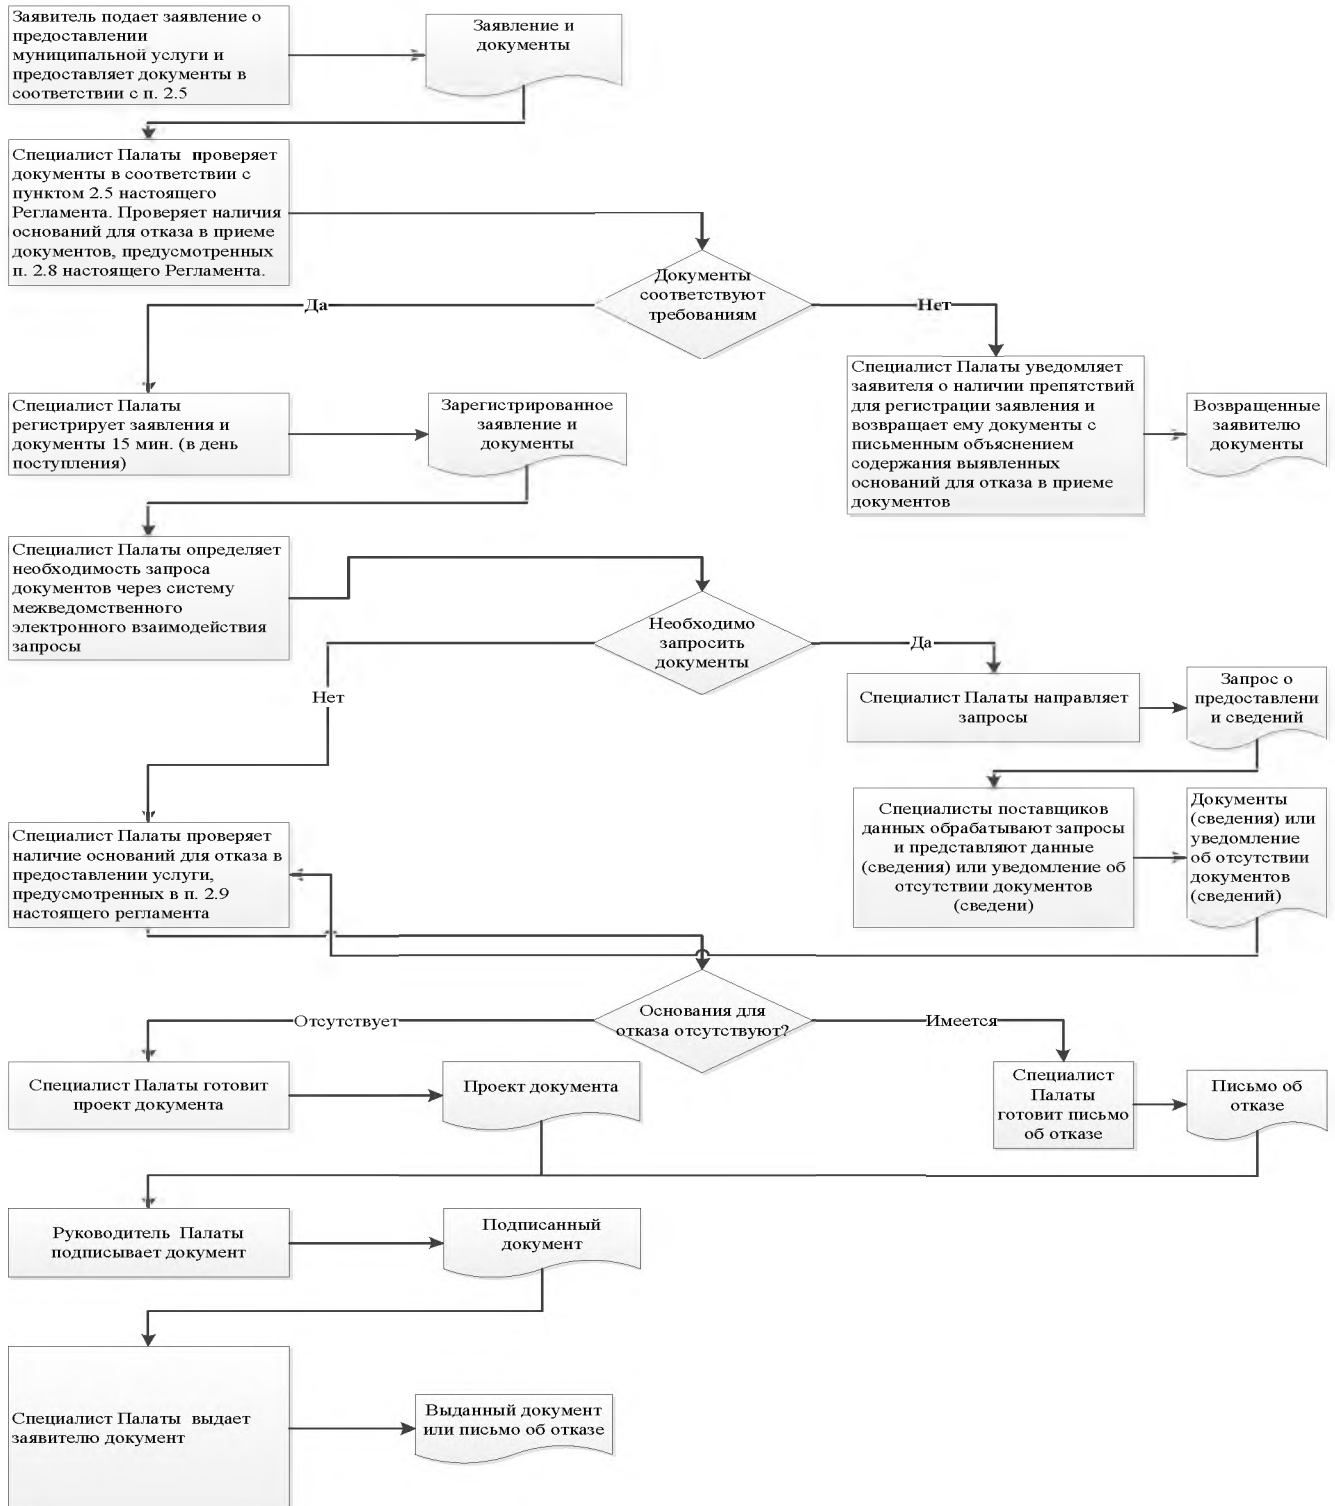 Заявитель подает заявление о
предоставлении
муниципальной услуги и
предоставляет документы в
соответствии с п. 2.5
Заявление и
документы
Специалист Палаты проверяет
документы в соответствии с
пунктом 2.5 настоящего
Регламента. Проверяет наличия
оснований для отказа в приеме
документов, предусмотренных
п. 2.8 настоящего Регламента.
Документы
соответствуют
требованиям
Да
Нет
Специалист Палаты
регистрирует заявления и
документы 15 мин. (в день
поступления)
Зарегистрированное
заявление и
документы
Специалист Палаты уведомляет
заявителя о наличии препятствий
для регистрации заявления и
возвращает ему документы с
письменным объяснением
содержания выявленных
оснований для отказа в приеме
документов
Возвращенные
заявителю
документы
Специалист Палаты определяет
необходимость запроса
документов через систему
межведомственного
электронного взаимодействия
запросы
Необходимо
запросить
документы
Да
Нет
Специалист Палаты направляет
запросы
Запрос о
предоставлени
и сведений
Специалисты поставщиков
данных обрабатывают запросы
и представляют данные
(сведения) или уведомление об
отсутствии документов
(сведени)
Документы
(сведения) или
уведомление
об отсутствии
документов
(сведений)
Специалист Палаты проверяет
наличие оснований для отказа в
предоставлении услуги,
предусмотренных в п. 2.9
настоящего регламента
Основания для
отказа отсутствуют?
Отсутствует
Имеется
Специалист Палаты готовит
проект документа
Проект документа
Специалист
Палаты
готовит письмо
об отказе
Письмо об
отказе
Руководитель Палаты
подписывает документ
Подписанный
документ
Специалист Палаты выдает
заявителю документ
Выданный документ
или письмо об отказе